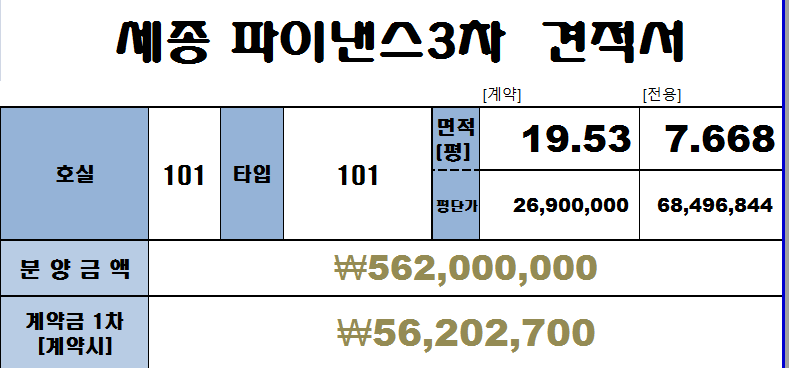 세종 파이낸스3차 견적서
[계약] [전용]
호실 101 타입 101 면적 [평] 19.53 7.668
평단가 26,900,000 68,496,844
분 양 금 액 ₩562,000,000
계약금 1차 [계약시] ₩56,202,700